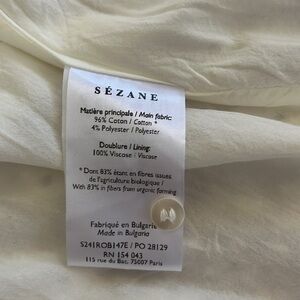 SÉZANE
Matière principale / Main fabric:
96% Coton / Cotton *
4% Polyester / Polyester
Doublure / Lining:
100% Viscose / Viscose
* Dont 83% étant en fibres issues
de l'agriculture biologique /
With 83% in fibers from organic farming
Fabriqué en Bulgarie
Made in Bulgaria
S241ROB147E / PO 28129
RN 154 043
115 rue du Bac, 75007 Paris